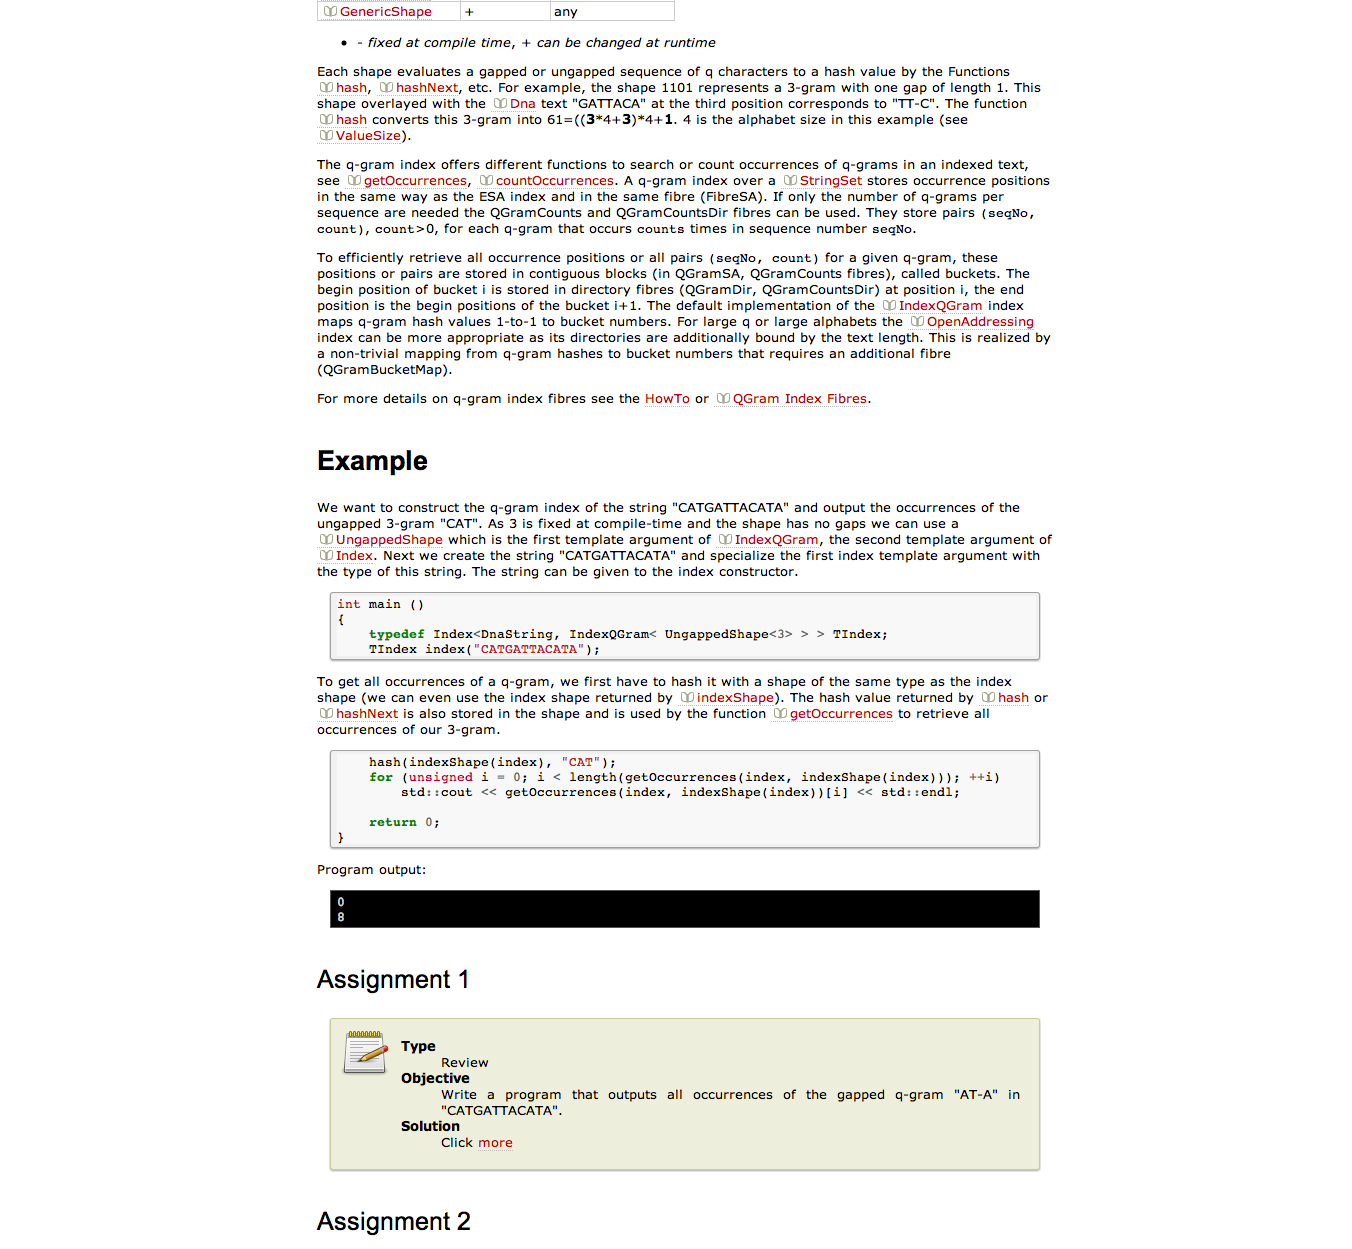 GenericShape + any
- fixed at compile time, + can be changed at runtime
Each shape evaluates a gapped or ungapped sequence of q characters to a hash value by the Functions
hash, hashNext, etc. For example, the shape 1101 represents a 3-gram with one gap of length 1. This
shape overlayed with the Dna text "GATTACA" at the third position corresponds to "TT-C". The function
hash converts this 3-gram into 61=((3*4+3)*4+1. 4 is the alphabet size in this example (see
ValueSize).
The q-gram index offers different functions to search or count occurrences of q-grams in an indexed text,
see getOccurrences, countOccurrences. A q-gram index over a StringSet stores occurrence positions
in the same way as the ESA index and in the same fibre (FibreSA). If only the number of q-grams per
sequence are needed the QGramCounts and QGramCountsDir fibres can be used. They store pairs (seqNo,
count), count>0, for each q-gram that occurs counts times in sequence number seqNo.
To efficiently retrieve all occurrence positions or all pairs (seqNo, count) for a given q-gram, these
positions or pairs are stored in contiguous blocks (in QGramSA, QGramCounts fibres), called buckets. The
begin position of bucket i is stored in directory fibres (QGramDir, QGramCountsDir) at position i, the end
position is the begin positions of the bucket i+1. The default implementation of the IndexQGram index
maps q-gram hash values 1-to-1 to bucket numbers. For large q or large alphabets the OpenAddressing
index can be more appropriate as its directories are additionally bound by the text length. This is realized by
a non-trivial mapping from q-gram hashes to bucket numbers that requires an additional fibre
(QGramBucketMap).
For more details on q-gram index fibres see the HowTo or QGram Index Fibres.
Example
We want to construct the q-gram index of the string "CATGATTACATA" and output the occurrences of the
ungapped 3-gram "CAT". As 3 is fixed at compile-time and the shape has no gaps we can use a
UngappedShape which is the first template argument of IndexQGram, the second template argument of
Index. Next we create the string "CATGATTACATA" and specialize the first index template argument with
the type of this string. The string can be given to the index constructor.
int main ()
{
typedef Index<DnaString, IndexQGram< UngappedShape<3> > > TIndex;
TIndex index("CATGATTACATA");
To get all occurrences of a q-gram, we first have to hash it with a shape of the same type as the index
shape (we can even use the index shape returned by indexShape). The hash value returned by hash or
hashNext is also stored in the shape and is used by the function getOccurrences to retrieve all
occurrences of our 3-gram.
hash(indexShape(index), "CAT");
for (unsigned i = 0; i < length(getOccurrences(index, indexShape(index))); ++i)
std::cout << getOccurrences(index, indexShape(index))[i] << std::endl;
return 0;
}
Program output:
0
8
Assignment 1
Type
Review
Objective
Write a program that outputs all occurrences of the gapped q-gram "AT-A" in
"CATGATTACATA".
Solution
Click more
Assignment 2